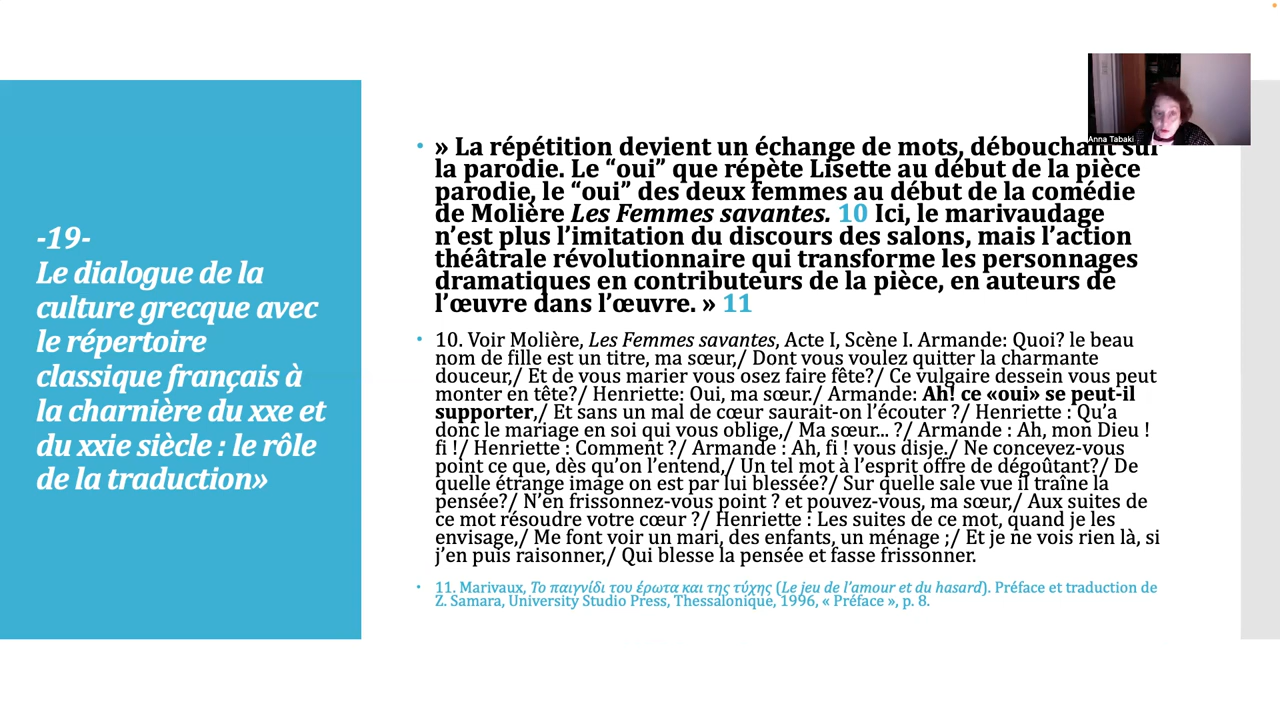 -19-
Le dialogue de la
culture grecque avec
le répertoire
classique français à
la charnière du xxe et
du xxie siècle : le rôle
de la traduction»
Anna Tabaki
» La répétition devient un échange de mots, débouchant sur
la parodie. Le “oui” que répète Lisette au début de la pièce
parodie, le “oui” des deux femmes au début de la comédie
de Molière Les Femmes savantes. 10 Ici, le marivaudage
n’est plus l’imitation du discours des salons, mais l’action
théâtrale révolutionnaire qui transforme les personnages
dramatiques en contributeurs de la pièce, en auteurs de
l’œuvre dans l’œuvre. » 11
10. Voir Molière, Les Femmes savantes, Acte I, Scène I. Armande: Quoi? le beau
nom de fille est un titre, ma sœur,/ Dont vous voulez quitter la charmante
douceur,/ Et de vous marier vous osez faire fête?/ Ce vulgaire dessein vous peut
monter en tête?/ Henriette: Oui, ma sœur./ Armande: Ah! ce «oui» se peut-il
supporter,/ Et sans un mal de cœur saurait-on l’écouter ?/ Henriette : Qu’a
donc le mariage en soi qui vous oblige,/ Ma sœur... ?/ Armande : Ah, mon Dieu !
fi !/ Henriette : Comment ?/ Armande : Ah, fi ! vous disje./ Ne concevez-vous
point ce que, dès qu’on l’entend,/ Un tel mot à l’esprit offre de dégoûtant?/ De
quelle étrange image on est par lui blessée?/ Sur quelle sale vue il traîne la
pensée?/ N’en frissonnez-vous point ? et pouvez-vous, ma sœur,/ Aux suites de
ce mot résoudre votre cœur ?/ Henriette : Les suites de ce mot, quand je les
envisage,/ Me font voir un mari, des enfants, un ménage ;/ Et je ne vois rien là, si
j’en puis raisonner,/ Qui blesse la pensée et fasse frissonner.
11. Marivaux, Το παιγνίδι του έρωτα και της τύχης (Le jeu de l’amour et du hasard). Préface et traduction de
Z. Samara, University Studio Press, Thessalonique, 1996, « Préface », p. 8.